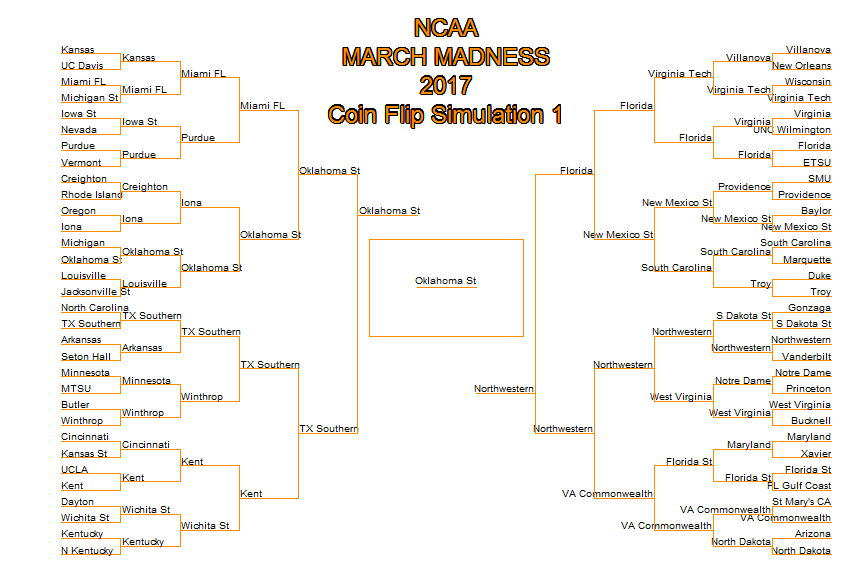 NCAA
MARCH MADNESS
2017
Coin Flip Simulation 1
Kansas
UC Davis
Miami FL
Michigan St
Iowa St
Nevada
Purdue
Vermont
Creighton
Rhode Island
Oregon
Iona
Michigan
Oklahoma St
Louisville
Jacksonville St
North Carolina
TX Southern
Arkansas
Seton Hall
Minnesota
MTSU
Butler
Winthrop
Cincinnati
Kansas St
UCLA
Kent
Dayton
Wichita St
Kentucky
N Kentucky
Kansas
Miami FL
Iowa St
Purdue
Creighton
Iona
Oklahoma St
Louisville
TX Southern
Arkansas
Minnesota
Winthrop
Cincinnati
Kent
Wichita St
Kentucky
Miami FL
Purdue
Iona
Oklahoma St
TX Southern
Winthrop
Kent
Wichita St
Miami FL
Oklahoma St
TX Southern
Kent
Oklahoma St
TX Southern
Oklahoma St
Oklahoma St
Northwestern
Florida
Northwestern
Florida
New Mexico St
Northwestern
VA Commonwealth
Virginia Tech
Florida
New Mexico St
South Carolina
Northwestern
West Virginia
Florida St
VA Commonwealth
Villanova
Virginia Tech
Virginia
Florida
Providence
New Mexico St
South Carolina
Troy
S Dakota St
Northwestern
Notre Dame
West Virginia
Maryland
Florida St
VA Commonwealth
North Dakota
Villanova
New Orleans
Wisconsin
Virginia Tech
Virginia
UNC Wilmington
Florida
ETSU
SMU
Providence
Baylor
New Mexico St
South Carolina
Marquette
Duke
Troy
Gonzaga
S Dakota St
Northwestern
Vanderbilt
Notre Dame
Princeton
West Virginia
Bucknell
Maryland
Xavier
Florida St
FL Gulf Coast
St Mary's CA
VA Commonwealth
Arizona
North Dakota